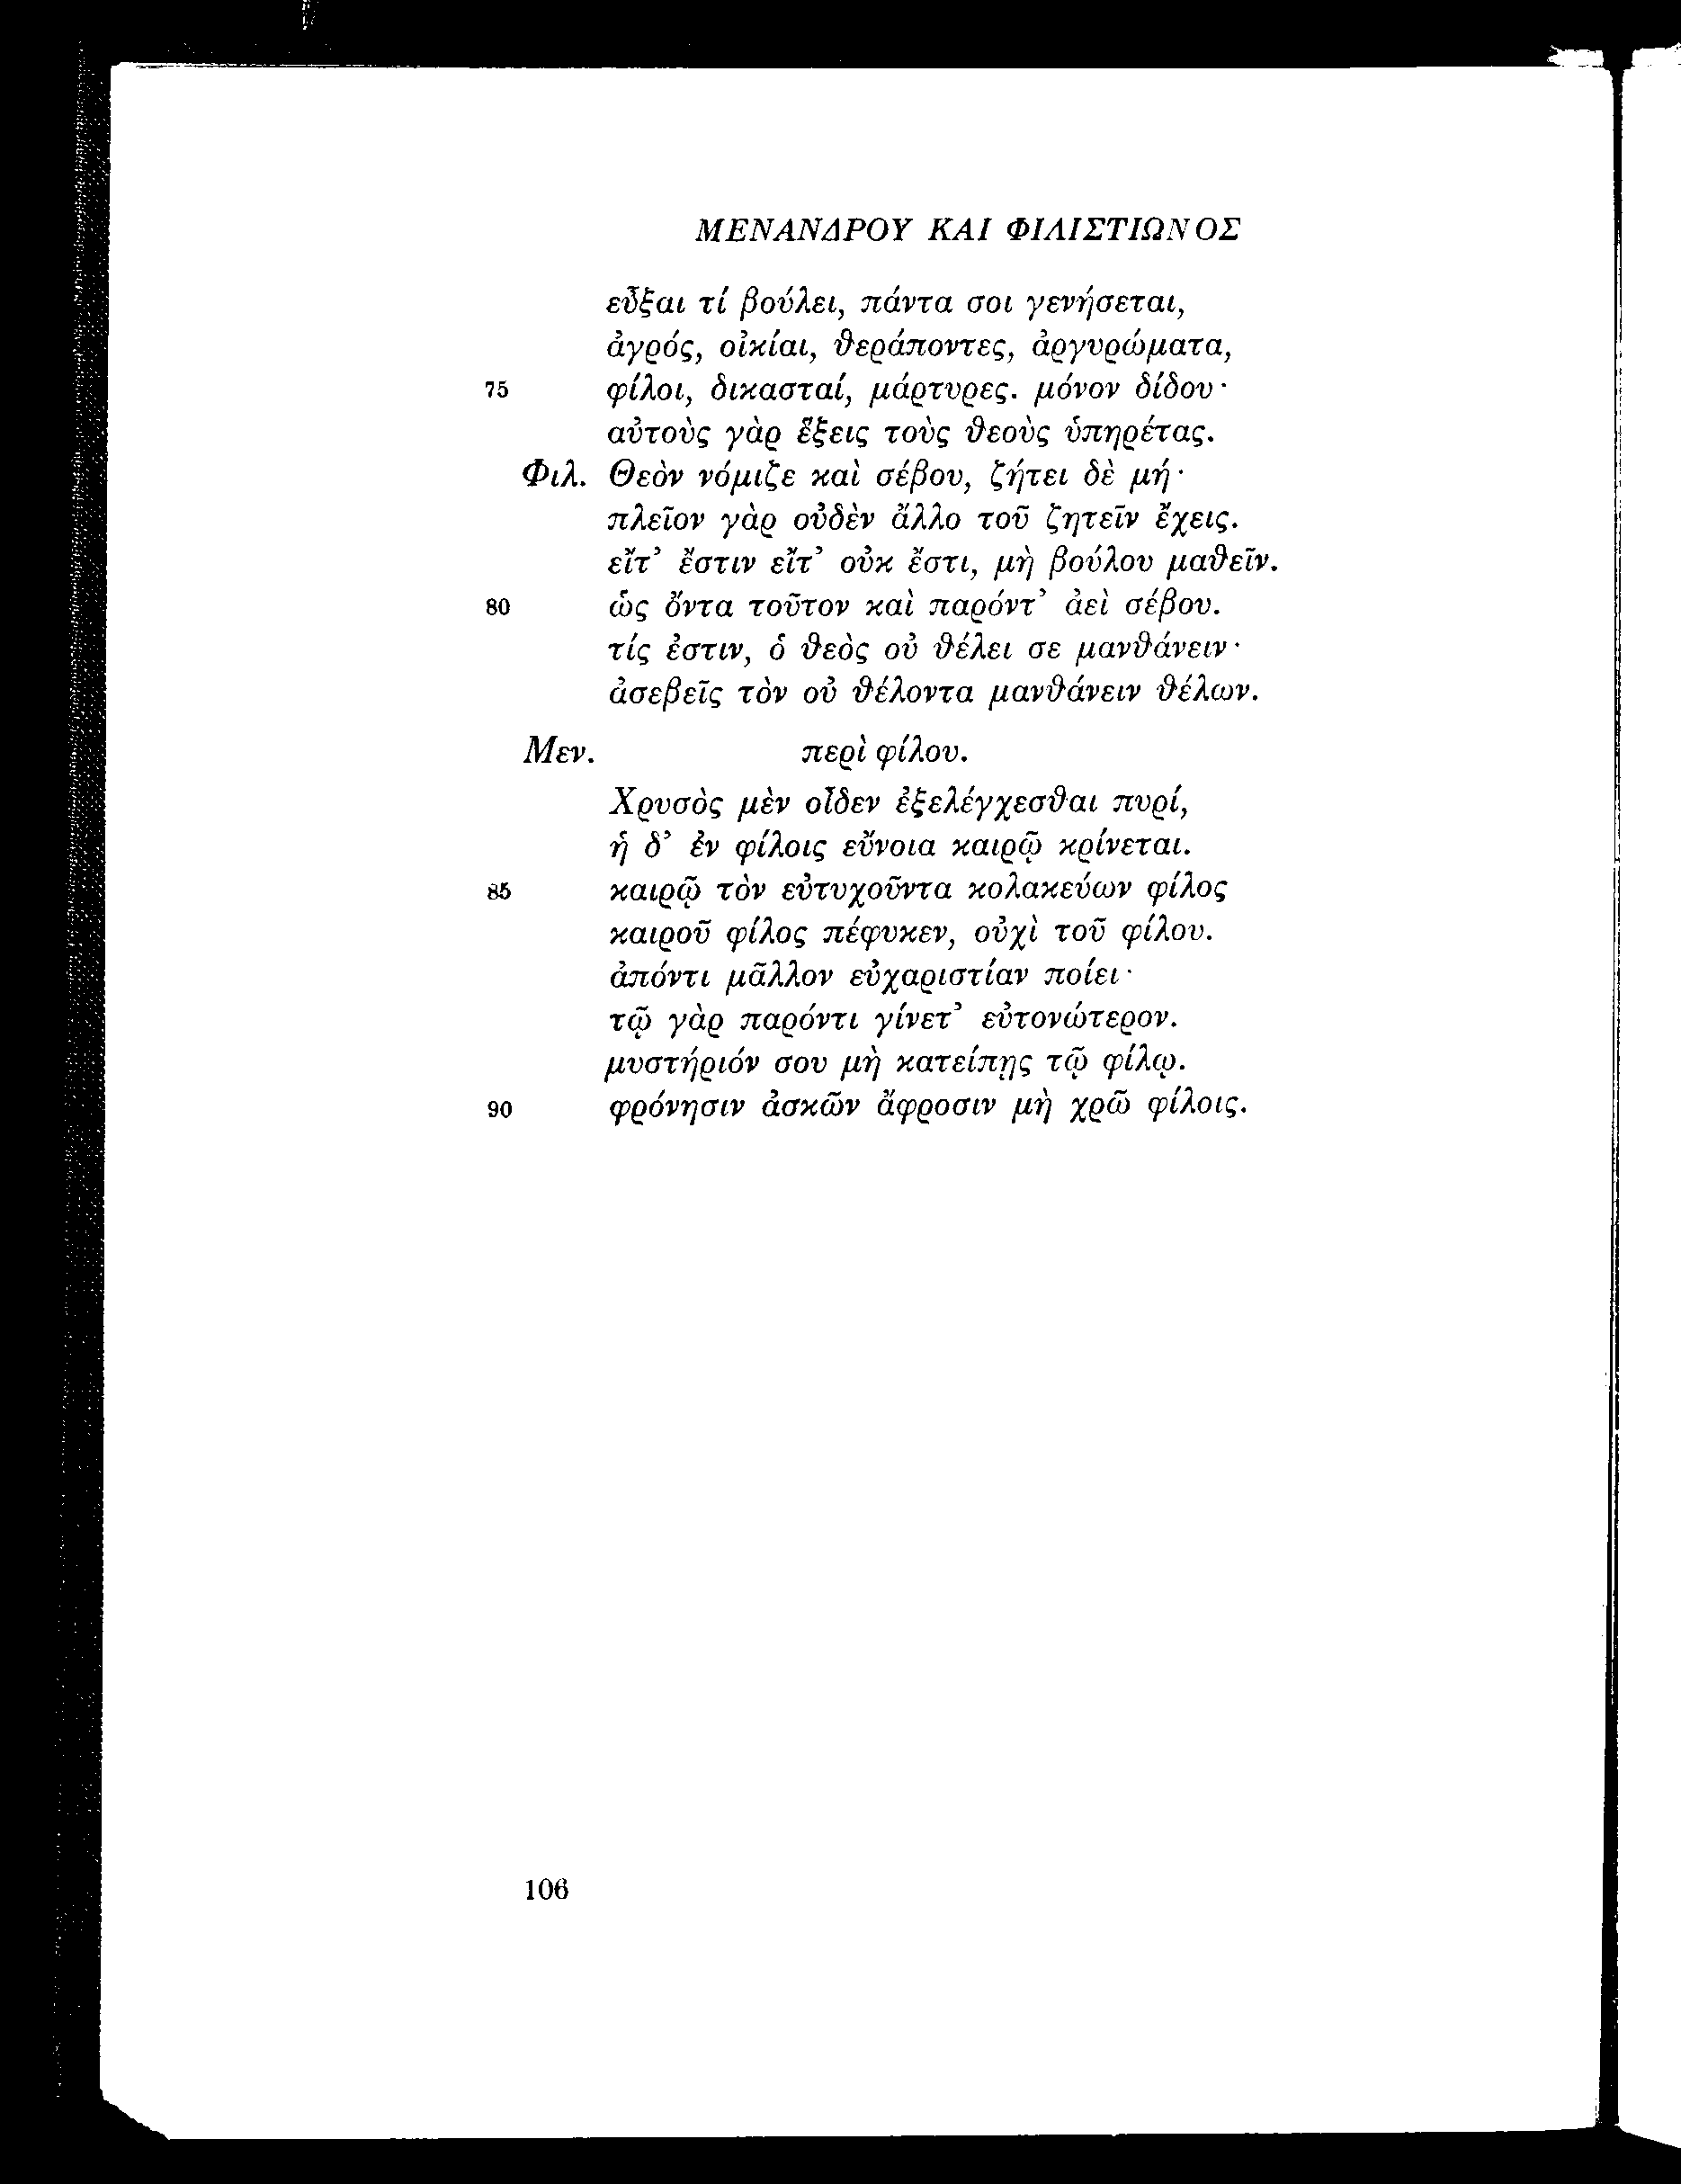 ΜΕΝΑΝΔΡΟΥ ΚΑΙ ΦΙΛΙΣΤΙΩΝΟΣ
εὖξαι τί βούλει, πάντα σοι γενήσεται,
ἀγρός, οἰκίαι, θεράποντες, ἀργυρώματα,
75 φίλοι, δικασταί, μάρτυρες. μόνον δίδου·
αὐτοὺς γὰρ ἕξεις τοὺς θεοὺς ὑπηρέτας.
Φιλ. Θεὸν νόμιζε καὶ σέβου, ζήτει δὲ μή·
πλεῖον γὰρ οὐδὲν ἄλλο τοῦ ζητεῖν ἔχεις.
εἴτ’ ἔστιν εἴτ’ οὐκ ἔστι, μὴ βούλου μαθεῖν.
80 ὡς ὄντα τοῦτον καὶ παρόντ’ ἀεὶ σέβου.
τίς ἐστιν, ὁ θεὸς οὐ θέλει σε μανθάνειν·
ἀσεβεῖς τὸν οὐ θέλοντα μανθάνειν θέλων.
Μεν. περὶ φίλου.
Χρυσὸς μὲν οἶδεν ἐξελέγχεσθαι πυρί,
ἡ δ’ ἐν φίλοις εὔνοια καιρῷ κρίνεται.
85 καιρῷ τὸν εὐτυχοῦντα κολακεύων φίλος
καιροῦ φίλος πέφυκεν, οὐχὶ τοῦ φίλου.
ἀπόντι μᾶλλον εὐχαριστίαν ποίει·
τῷ γὰρ παρόντι γίνετ’ εὐτονώτερον.
μυστήριόν σου μὴ κατείπῃς τῷ φίλῳ.
90 φρόνησιν ἀσκῶν ἄφροσιν μὴ χρῶ φίλοις.
106